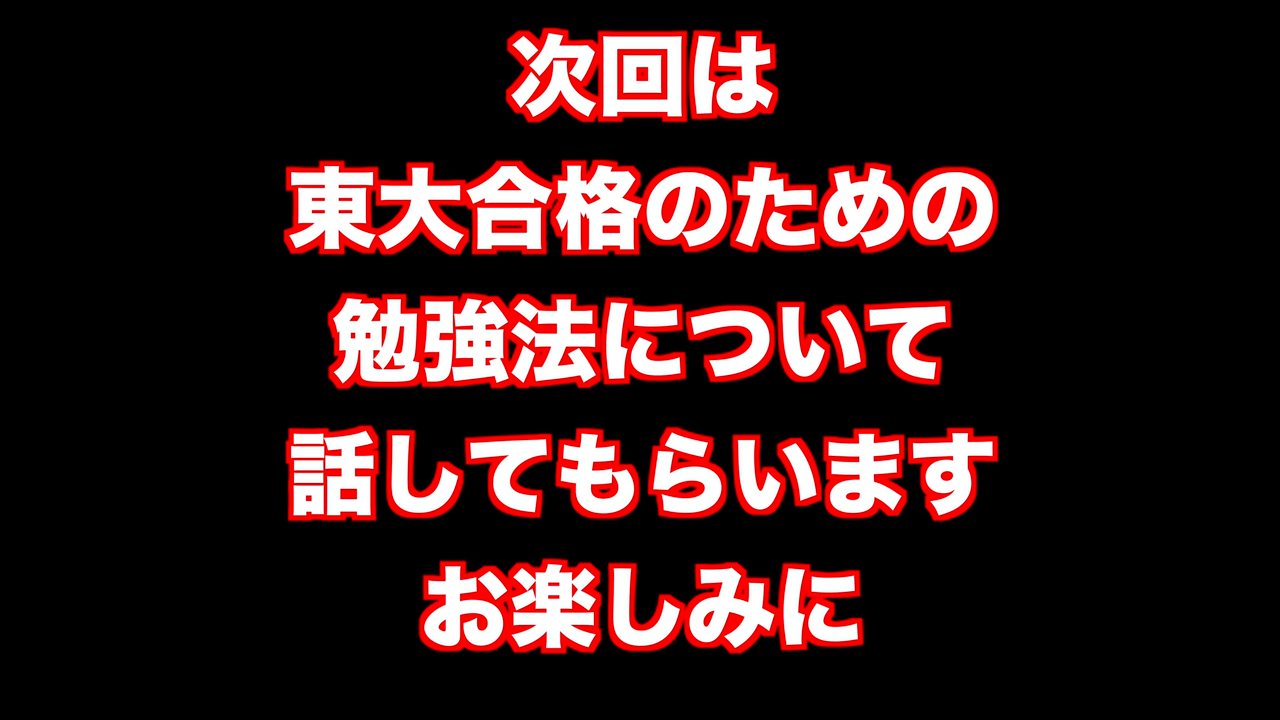 次回は
東大合格のための
勉強法について
話してもらいます
お楽しみに